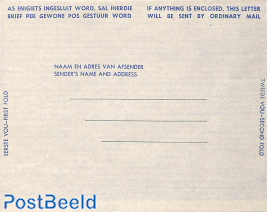 AS ENIGIETS INGESLUIT WORD, SAL HIERDIE
BRIEF PER GEWONE POS GESTUUR WORD
IF ANYTHING IS ENCLOSED, THIS LETTER
WILL BE SENT BY ORDINARY MAIL
NAAM EN ADRES VAN AFSENDER
SENDER'S NAME AND ADDRESS
EERSTE VOU—FIRST FOLD
TWEEDE VOU—SECOND FOLD
PostBeeld